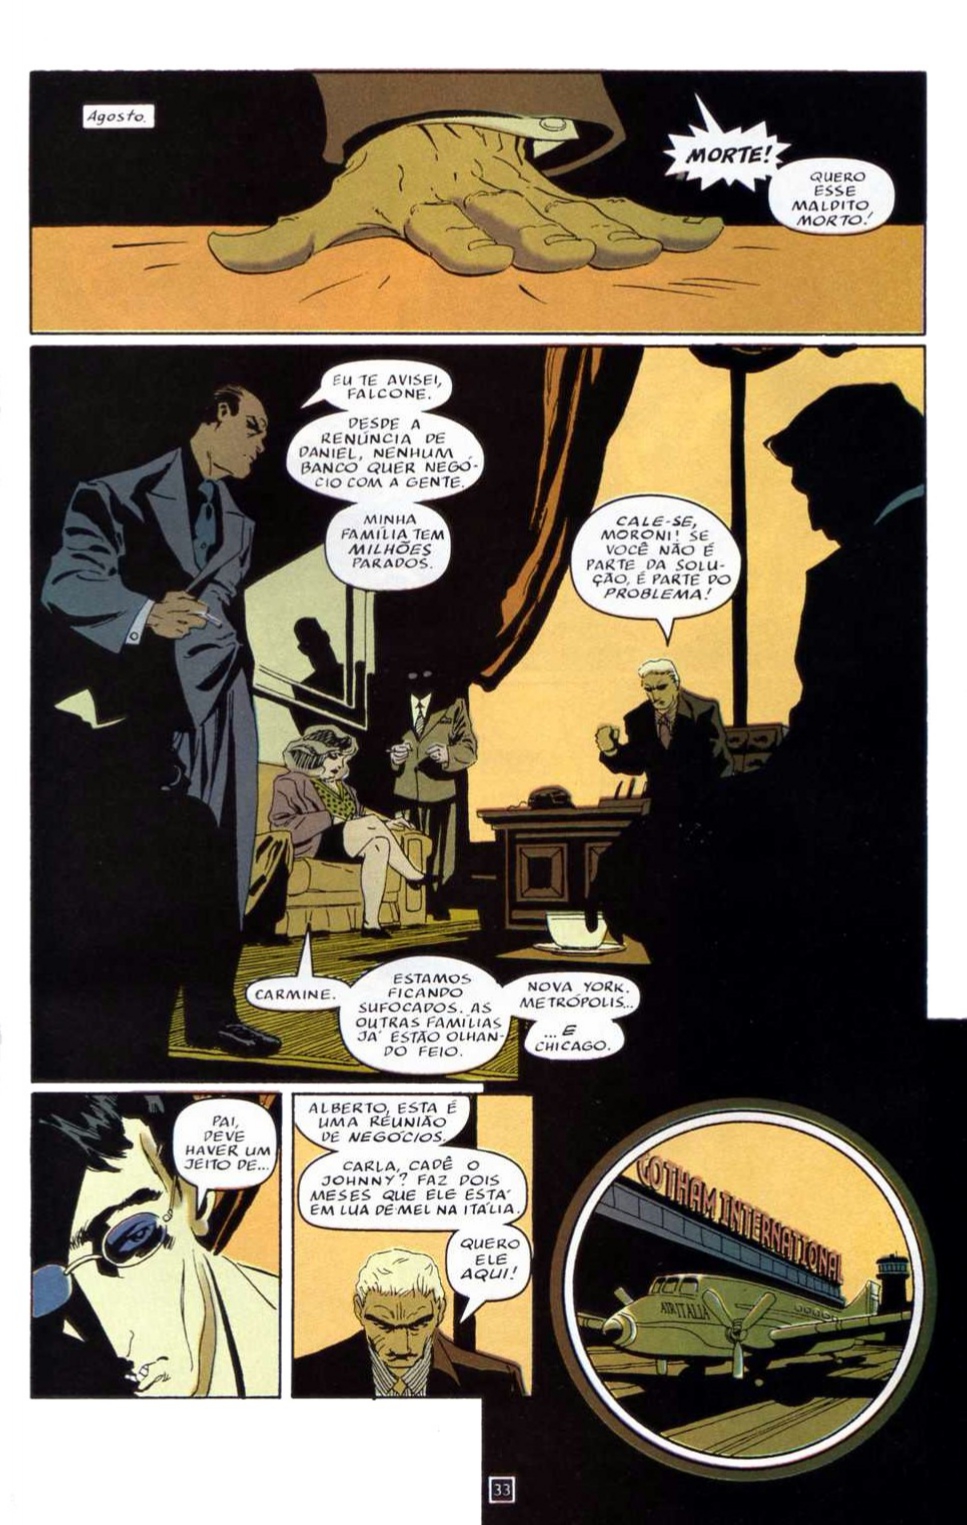 Agosto.
MORTE!
QUERO
ESSE
MALDITO
MORTO!
EU TE AVISEI,
FALCONE.
DESDE A
RENÚNCIA DE
DANIEL, NENHUM
BANCO QUER NEGÓ-
CIO COM A GENTE.
MINHA
FAMÍLIA TEM
MILHÕES
PARADOS.
CALE-SE,
MORONI! SE
VOCÊ NÃO É
PARTE DA SOLU-
ÇÃO, É PARTE DO
PROBLEMA!
CARMINE.
ESTAMOS
FICANDO
SUFOCADOS. AS
OUTRAS FAMÍLIAS
JÁ ESTÃO OLHAN-
DO FEIO.
NOVA YORK.
METRÓPOLIS...
...E
CHICAGO.
PAI,
DEVE
HAVER UM
JEITO DE...
ALBERTO, ESTA É
UMA REUNIÃO
DE NEGÓCIOS.
CARLA, CADÊ O
JOHNNY? FAZ DOIS
MESES QUE ELE ESTÁ
EM LUA DE MEL NA ITÁLIA.
QUERO
ELE
AQUI!
GOTHAM INTERNATIONAL
AIRITALIA
33